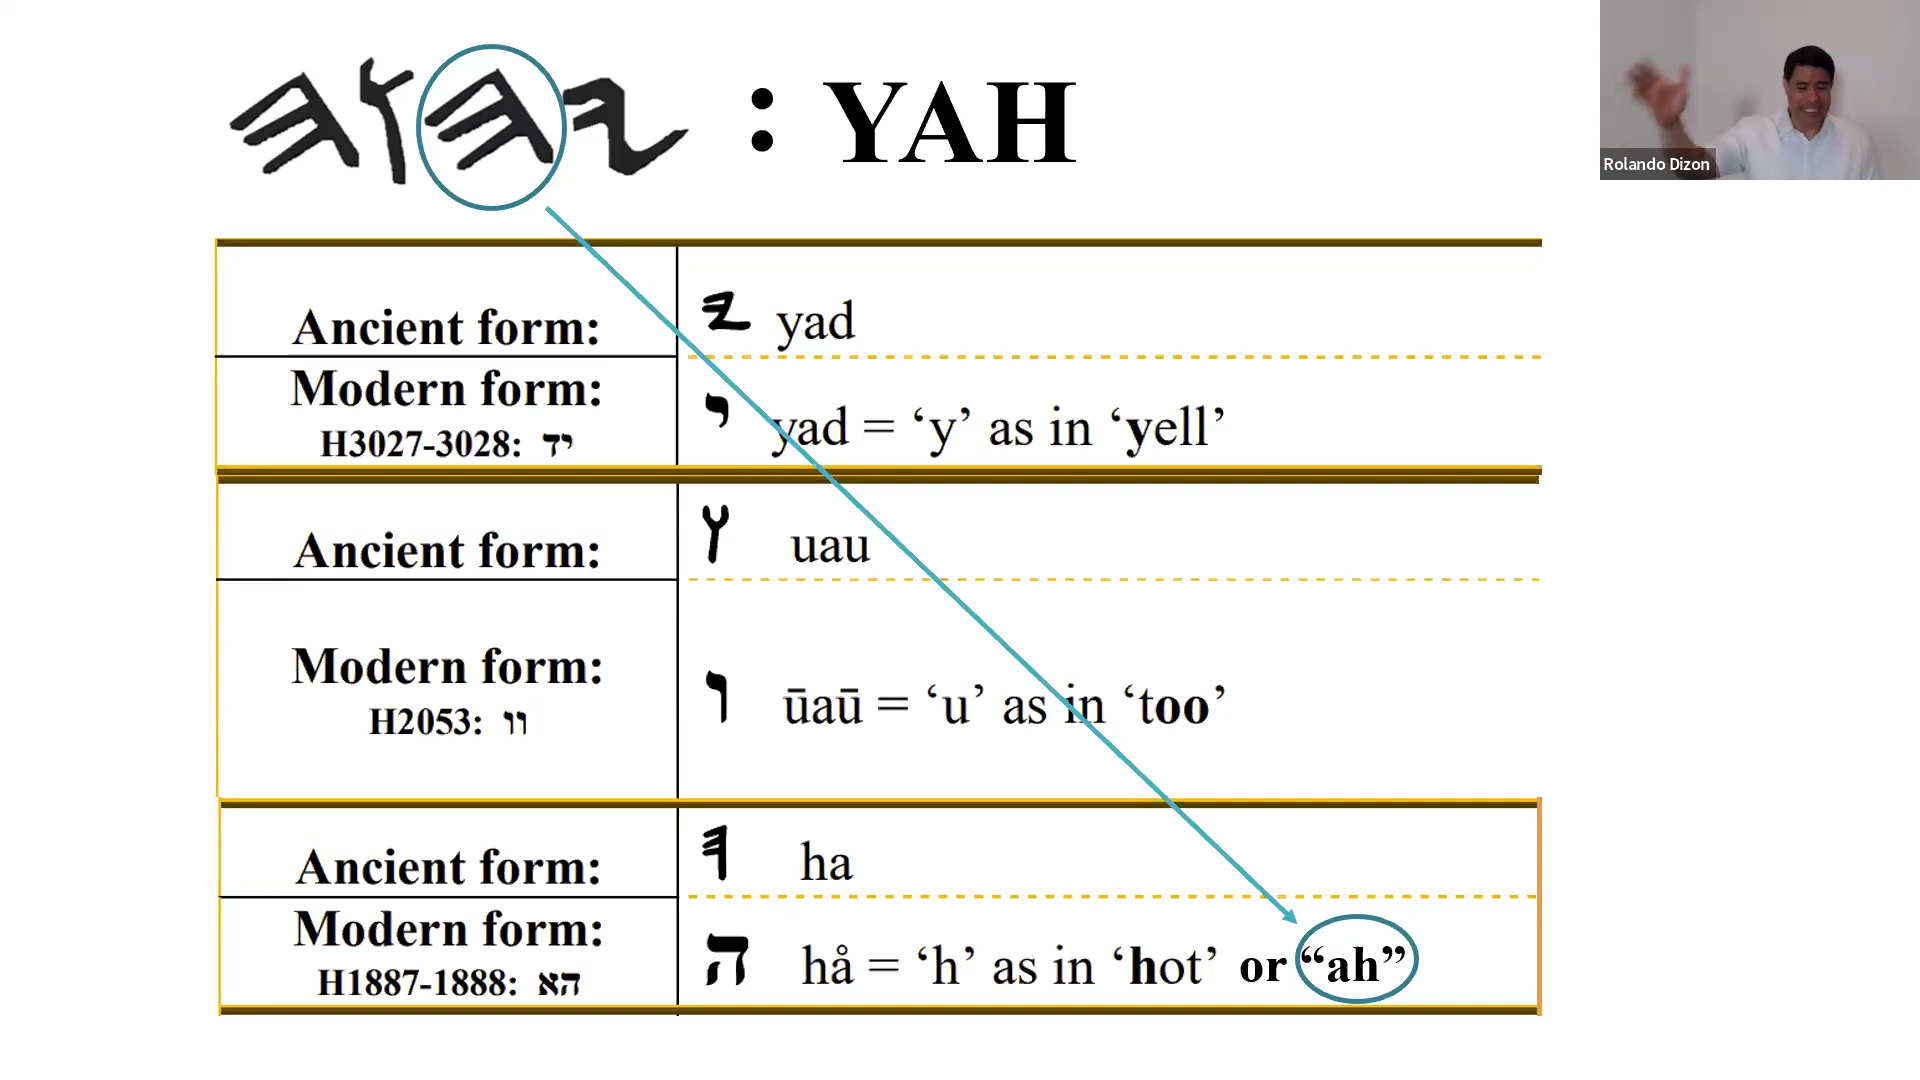 𐤉𐤄𐤅𐤄 : YAH
Rolando Dizon
Ancient form: 𐤉 yad
Modern form: י yad = ‘y’ as in ‘yell’
H3027-3028: יד
Ancient form: 𐤅 uau
Modern form: ו ūaū = ‘u’ as in ‘too’
H2053: וו
Ancient form: 𐤄 ha
Modern form: ה hå = ‘h’ as in ‘hot’ or “ah”
H1887-1888: הא